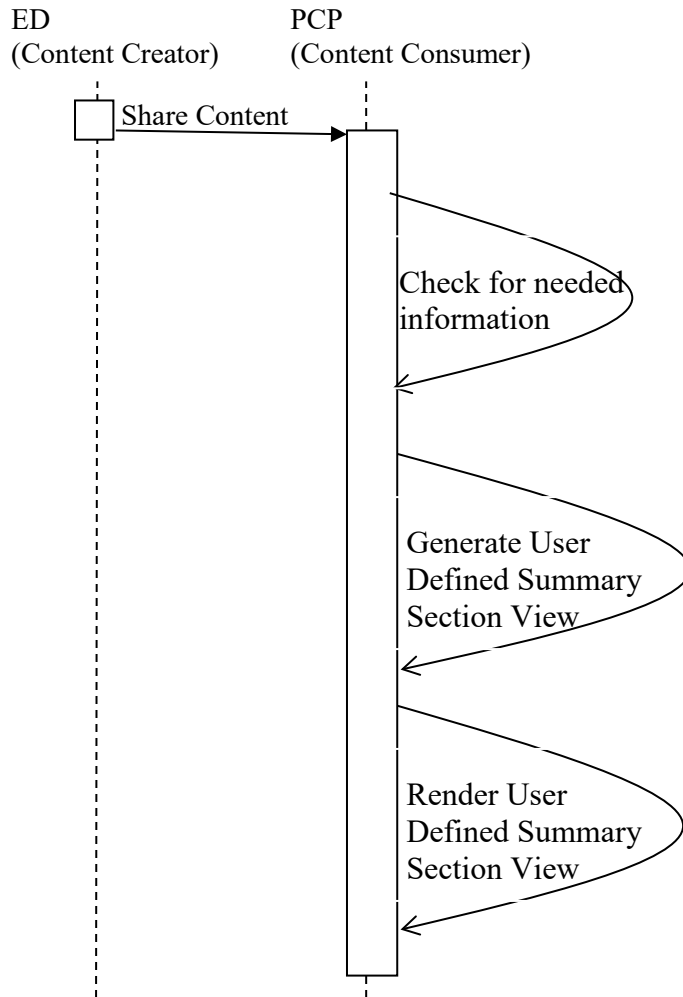 ED
(Content Creator)
PCP
(Content Consumer)
Share Content
Check for needed
information
Generate User
Defined Summary
Section View
Render User
Defined Summary
Section View